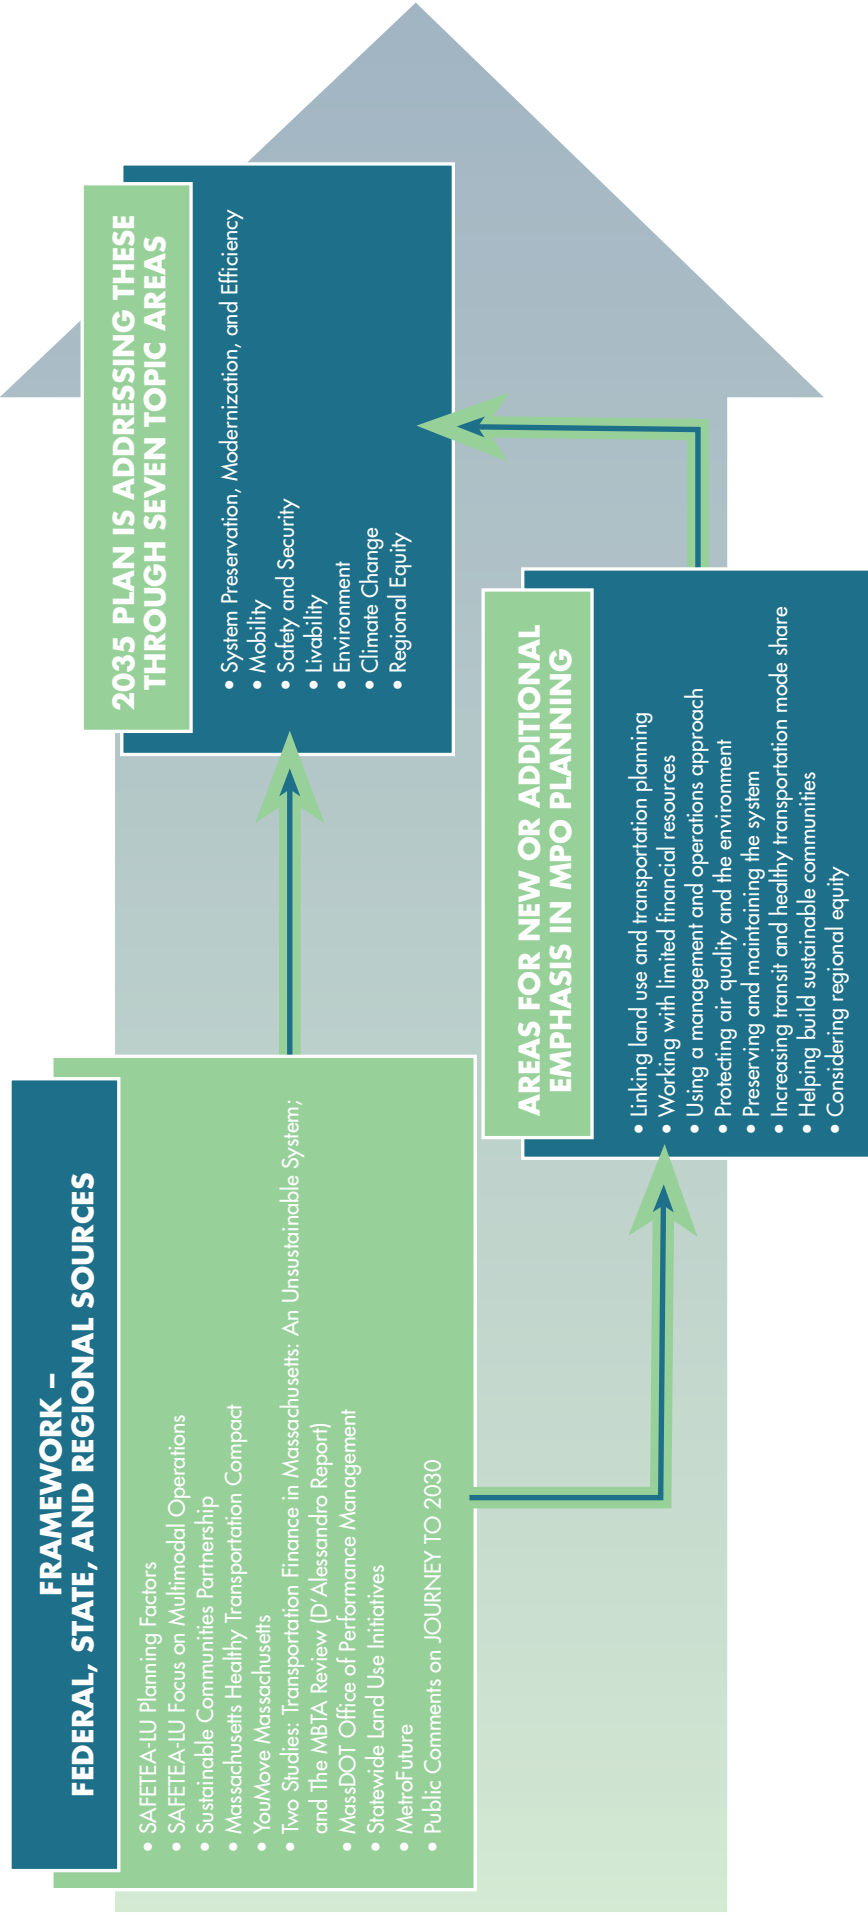 FRAMEWORK –
FEDERAL, STATE, AND REGIONAL SOURCES
• SAFETEA-LU Planning Factors
• SAFETEA-LU Focus on Multimodal Operations
• Sustainable Communities Partnership
• Massachusetts Healthy Transportation Compact
• YouMove Massachusetts
• Two Studies: Transportation Finance in Massachusetts: An Unsustainable System;
and The MBTA Review (D’Alessandro Report)
• MassDOT Office of Performance Management
• Statewide Land Use Initiatives
• MetroFuture
• Public Comments on JOURNEY TO 2030
AREAS FOR NEW OR ADDITIONAL
EMPHASIS IN MPO PLANNING
• Linking land use and transportation planning
• Working with limited financial resources
• Using a management and operations approach
• Protecting air quality and the environment
• Preserving and maintaining the system
• Increasing transit and healthy transportation mode share
• Helping build sustainable communities
• Considering regional equity
2035 PLAN IS ADDRESSING THESE
THROUGH SEVEN TOPIC AREAS
• System Preservation, Modernization, and Efficiency
• Mobility
• Safety and Security
• Livability
• Environment
• Climate Change
• Regional Equity